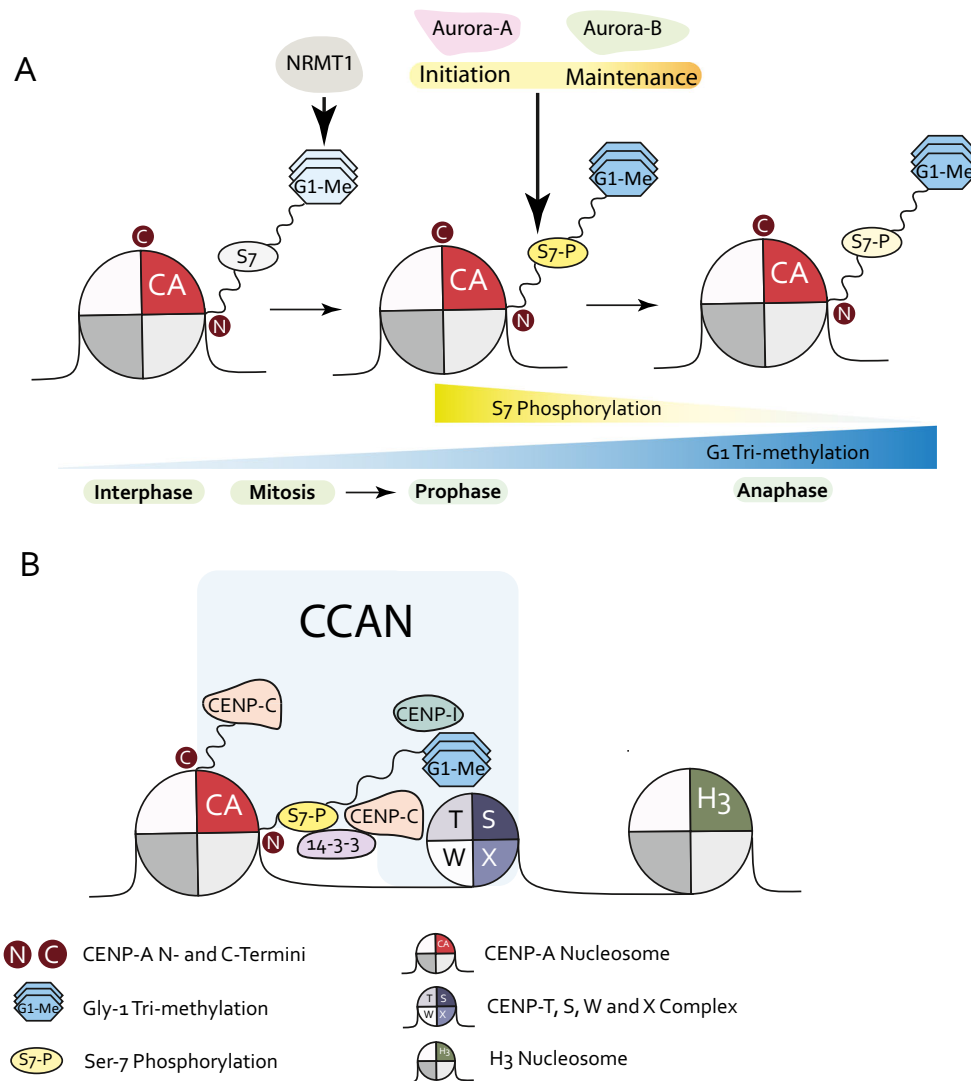 A
NRMT1
Aurora-A
Aurora-B
Initiation
Maintenance
G1-Me
G1-Me
G1-Me
S7
S7-P
S7-P
C
CA
N
C
CA
N
C
CA
N
S7 Phosphorylation
G1 Tri-methylation
Interphase
Mitosis
Prophase
Anaphase
B
CCAN
CENP-C
CENP-I
G1-Me
C
CA
N
S7-P
CENP-C
14-3-3
T S
W X
H3
N C CENP-A N- and C-Termini
G1-Me Gly-1 Tri-methylation
S7-P Ser-7 Phosphorylation
CA CENP-A Nucleosome
T S
W X
CENP-T, S, W and X Complex
H3 H3 Nucleosome